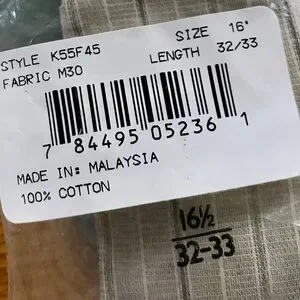 STYLE K55F45 SIZE 16"
FABRIC M30 LENGTH 32/33
7 84495 05236 1
MADE IN: MALAYSIA
100% COTTON
16½
32-33